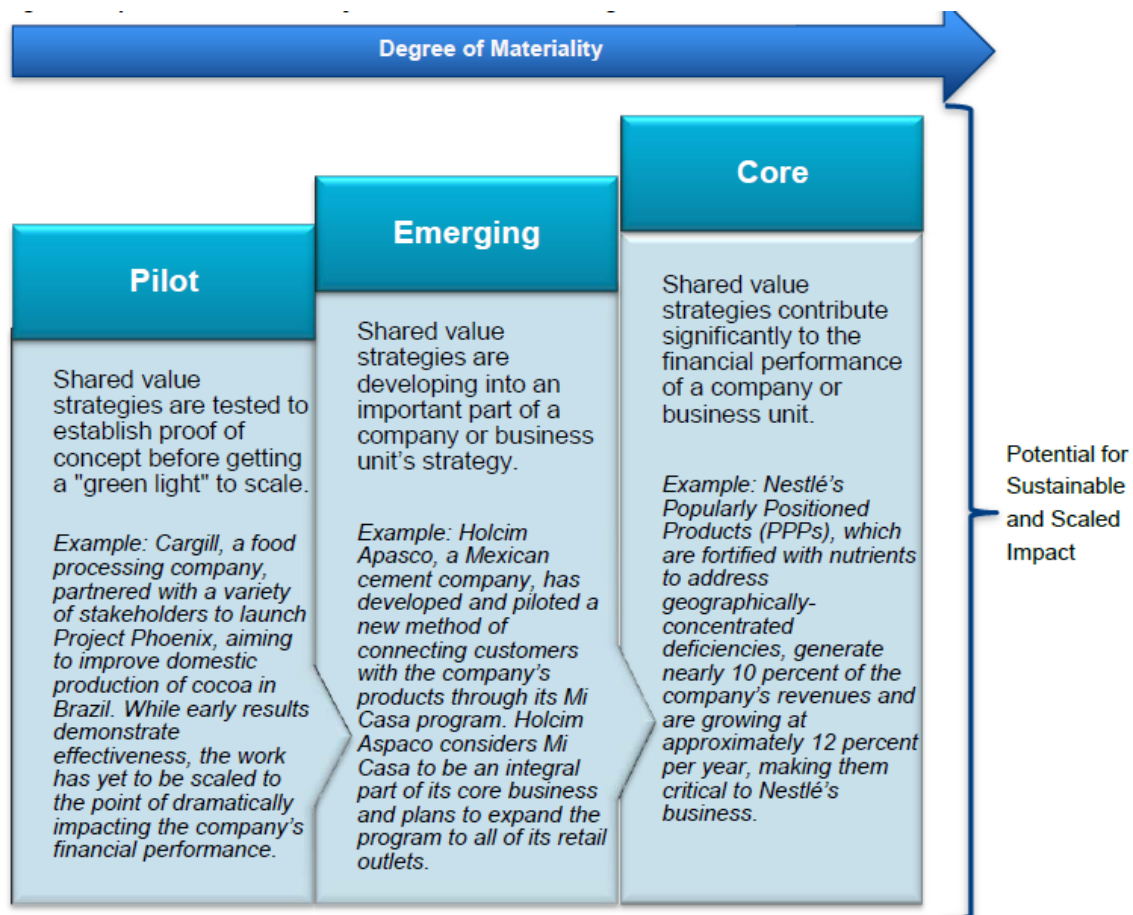 Degree of Materiality
Pilot
Shared value
strategies are tested to
establish proof of
concept before getting
a "green light" to scale.
Example: Cargill, a food
processing company,
partnered with a variety
of stakeholders to launch
Project Phoenix, aiming
to improve domestic
production of cocoa in
Brazil. While early results
demonstrate
effectiveness, the work
has yet to be scaled to
the point of dramatically
impacting the company's
financial performance.
Emerging
Shared value
strategies are
developing into an
important part of a
company or business
unit's strategy.
Example: Holcim
Apasco, a Mexican
cement company, has
developed and piloted a
new method of
connecting customers
with the company's
products through its Mi
Casa program. Holcim
Aspaco considers Mi
Casa to be an integral
part of its core business
and plans to expand the
program to all of its retail
outlets.
Core
Shared value
strategies contribute
significantly to the
financial performance
of a company or
business unit.
Example: Nestlé's
Popularly Positioned
Products (PPPs), which
are fortified with nutrients
to address
geographically-
concentrated
deficiencies, generate
nearly 10 percent of the
company's revenues and
are growing at
approximately 12 percent
per year, making them
critical to Nestlé's
business.
Potential for
Sustainable
and Scaled
Impact